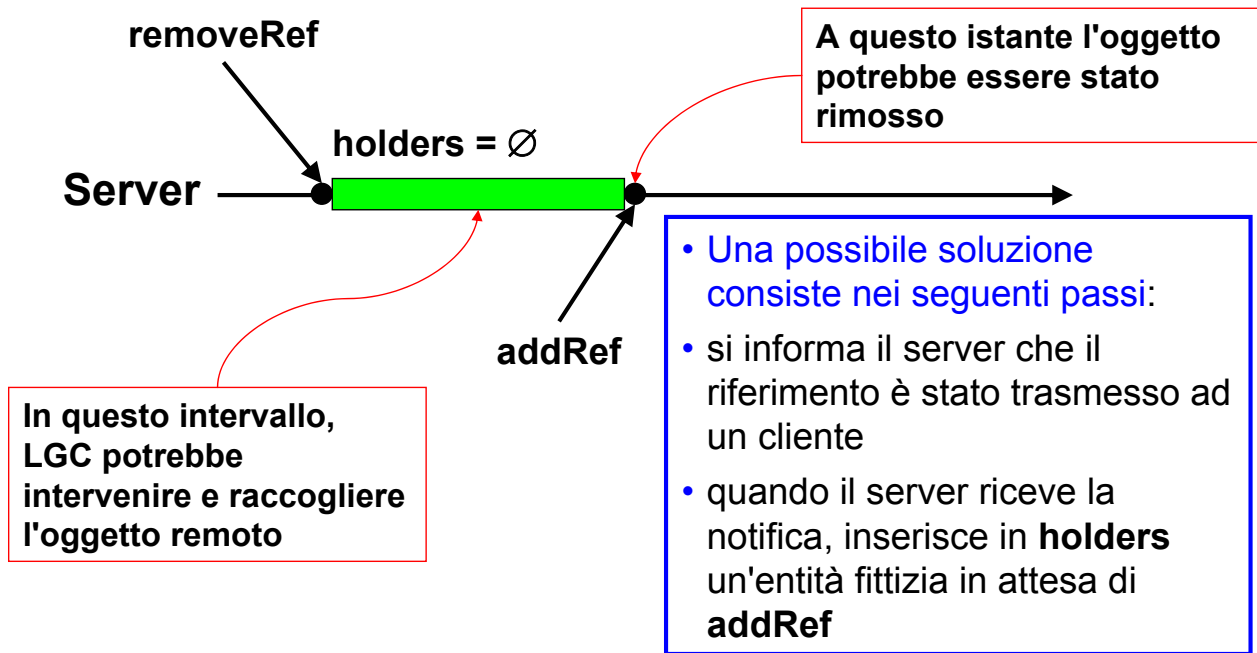 removeRef
A questo istante l'oggetto
potrebbe essere stato
rimosso
holders = ∅
Server
addRef
In questo intervallo,
LGC potrebbe
intervenire e raccogliere
l'oggetto remoto
• Una possibile soluzione
consiste nei seguenti passi:
• si informa il server che il
riferimento è stato trasmesso ad
un cliente
• quando il server riceve la
notifica, inserisce in holders
un'entità fittizia in attesa di
addRef